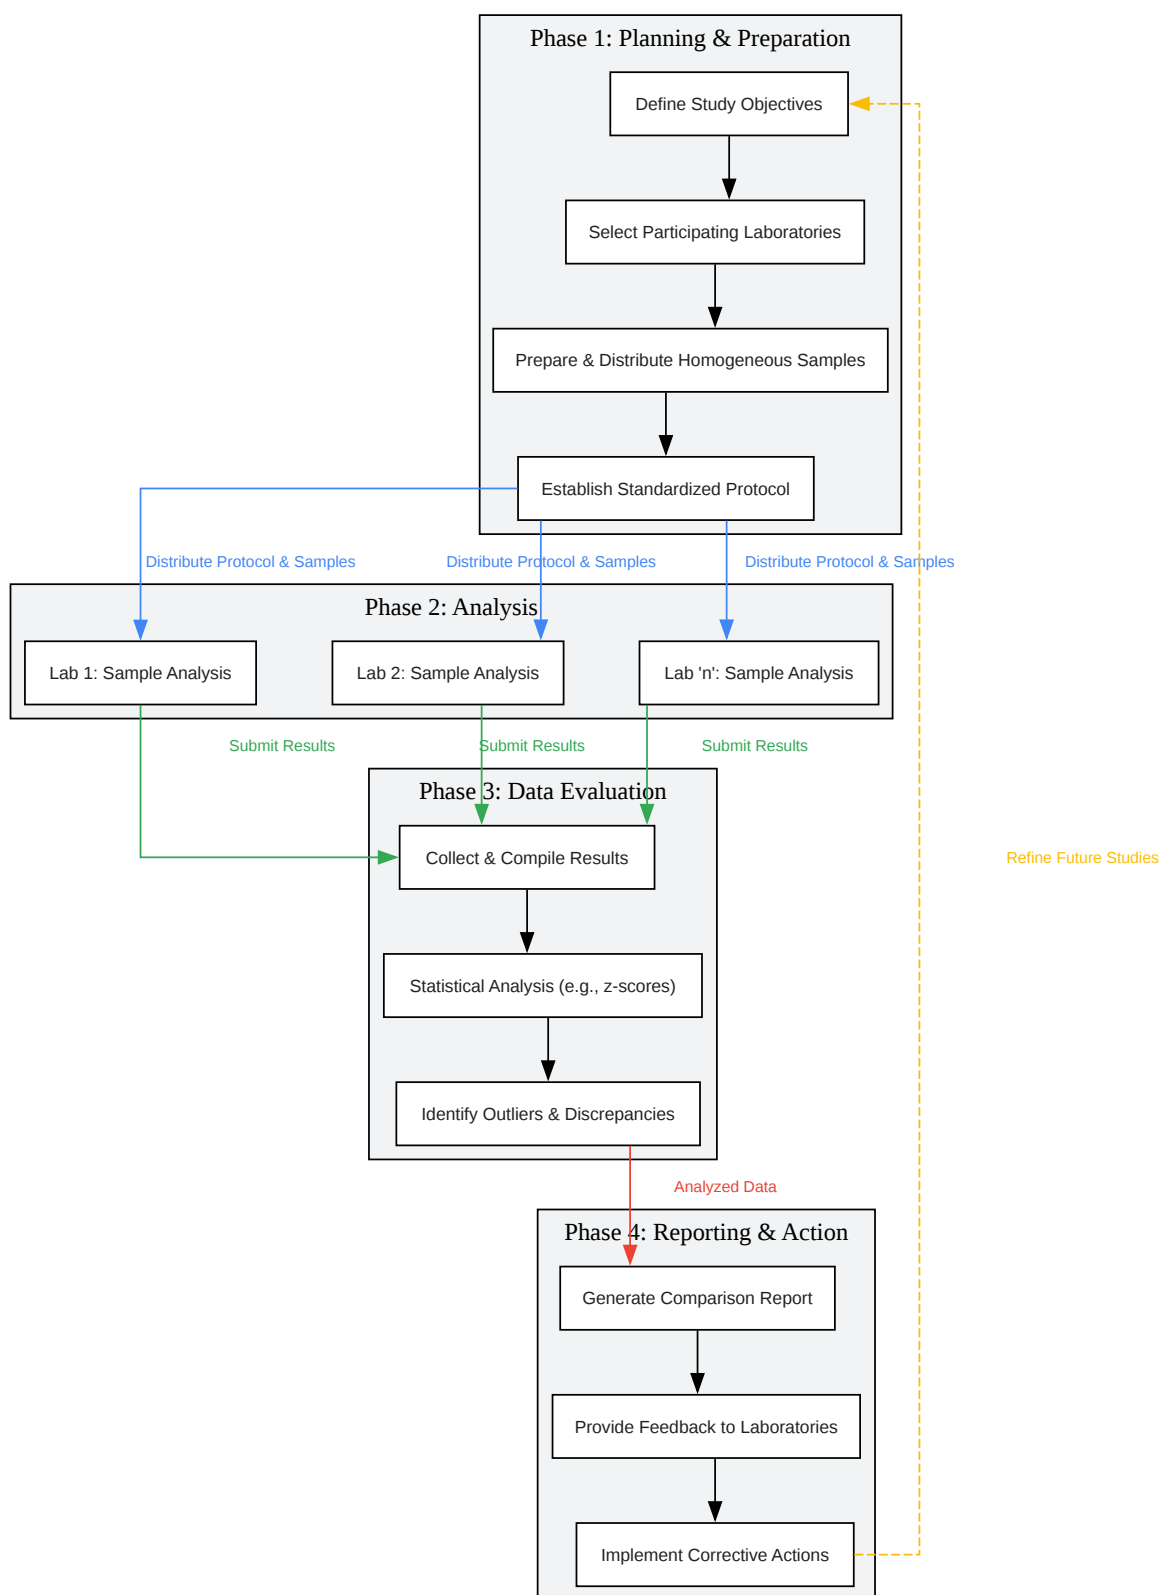 Phase 1: Planning & Preparation
Define Study Objectives
Select Participating Laboratories
Prepare & Distribute Homogeneous Samples
Establish Standardized Protocol
Distribute Protocol & Samples
Distribute Protocol & Samples
Distribute Protocol & Samples
Phase 2: Analysis
Lab 1: Sample Analysis
Lab 2: Sample Analysis
Lab 'n': Sample Analysis
Submit Results
Submit Results
Submit Results
Phase 3: Data Evaluation
Collect & Compile Results
Refine Future Studies
Statistical Analysis (e.g., z-scores)
Identify Outliers & Discrepancies
Analyzed Data
Phase 4: Reporting & Action
Generate Comparison Report
Provide Feedback to Laboratories
Implement Corrective Actions